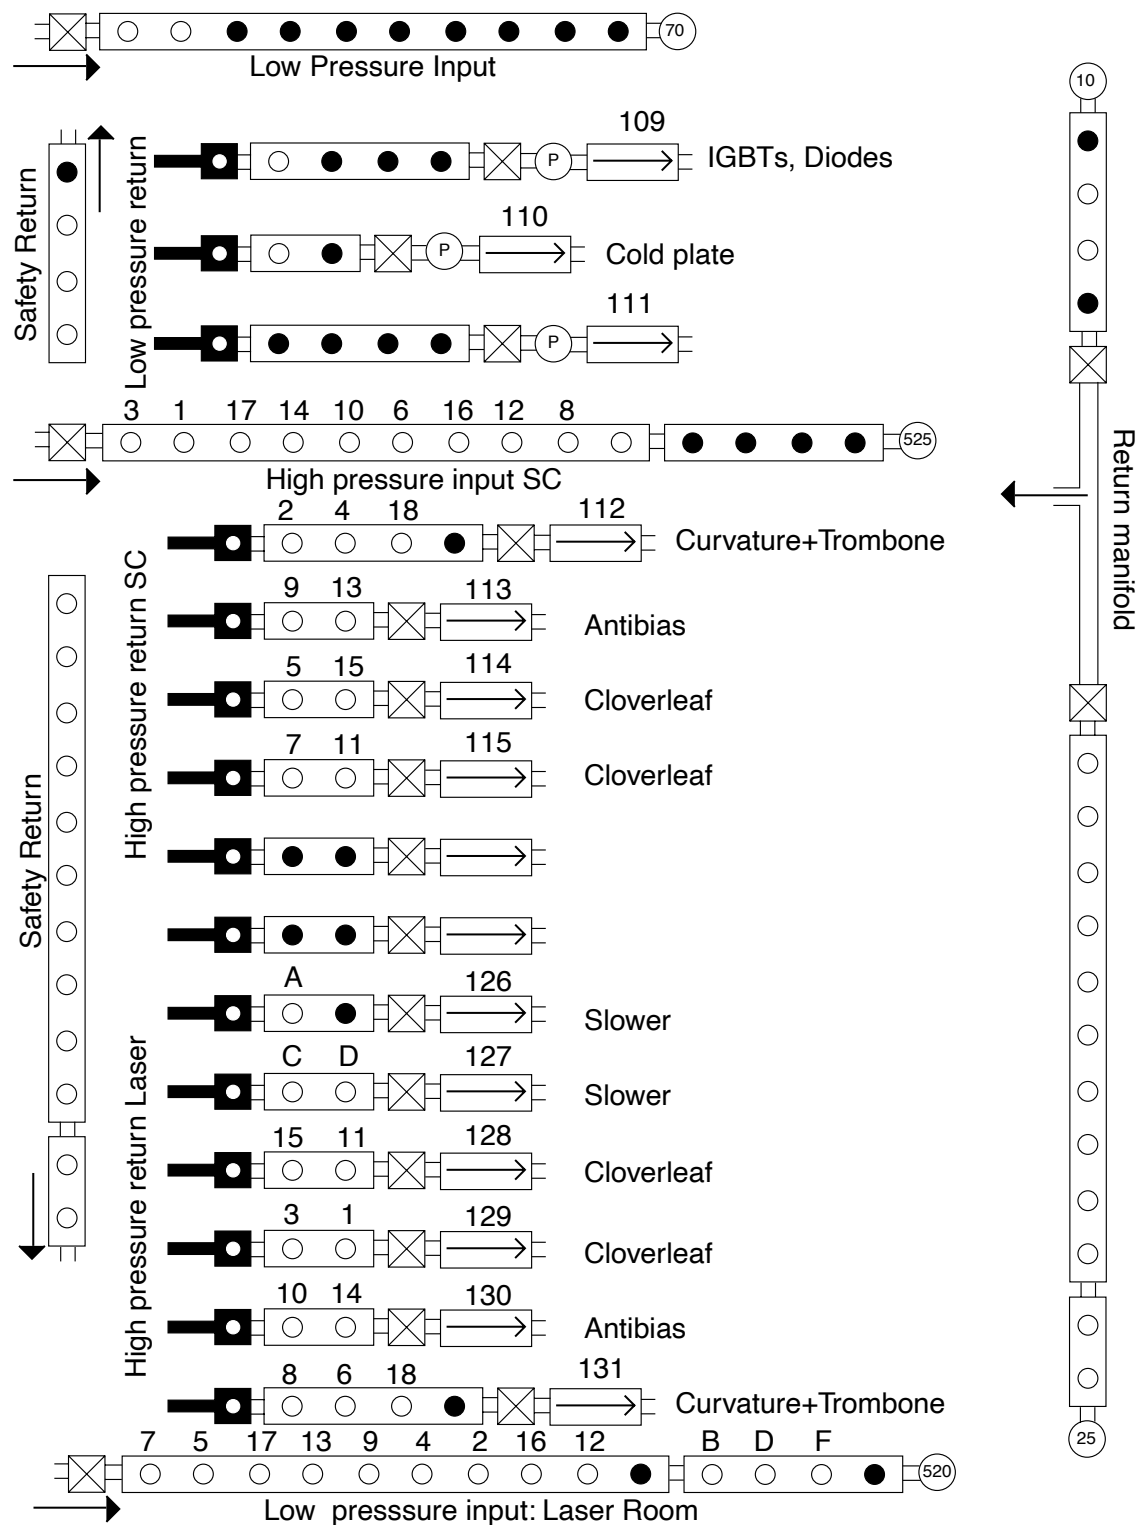 70
Low Pressure Input
10
Safety Return
Low pressure return
109
P
IGBTs, Diodes
110
P
Cold plate
111
P
3 1 17 14 10 6 16 12 8
525
High pressure input SC
Return manifold
High pressure return SC
2 4 18 112
Curvature+Trombone
9 13 113
Antibias
5 15 114
Cloverleaf
7 11 115
Cloverleaf
Safety Return
High pressure return Laser
A 126
Slower
C D 127
Slower
15 11 128
Cloverleaf
3 1 129
Cloverleaf
10 14 130
Antibias
8 6 18 131
Curvature+Trombone
25
7 5 17 13 9 4 2 16 12 B D F
520
Low presssure input: Laser Room